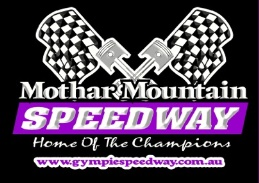 Mothar Mountain
SPEEDWAY
Home Of The Champions
www.gympiespeedway.com.au